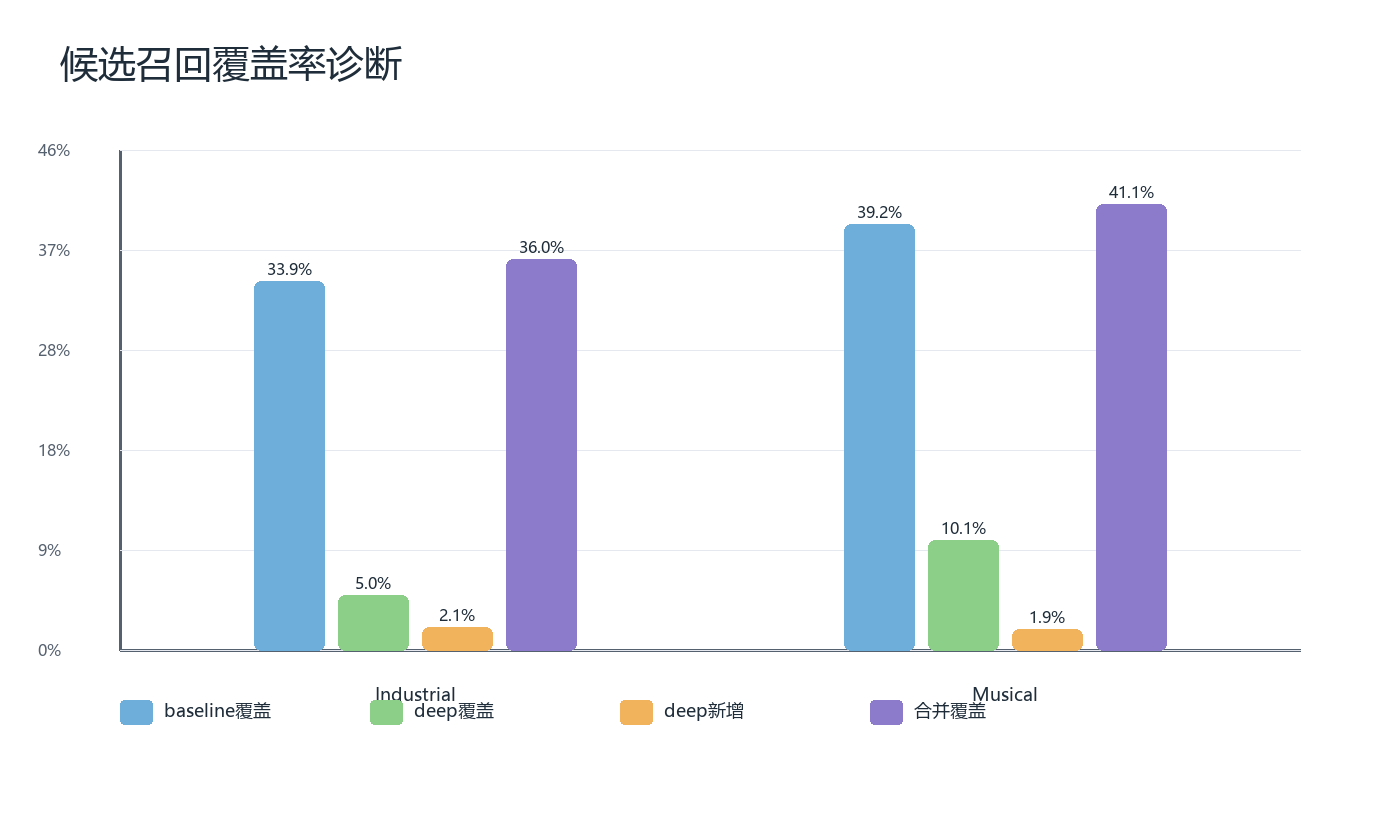 候选召回覆盖率诊断
46%
37%
28%
18%
9%
0%
33.9%
5.0%
2.1%
36.0%
39.2%
10.1%
1.9%
41.1%
Industrial
Musical
baseline覆盖
deep覆盖
deep新增
合并覆盖